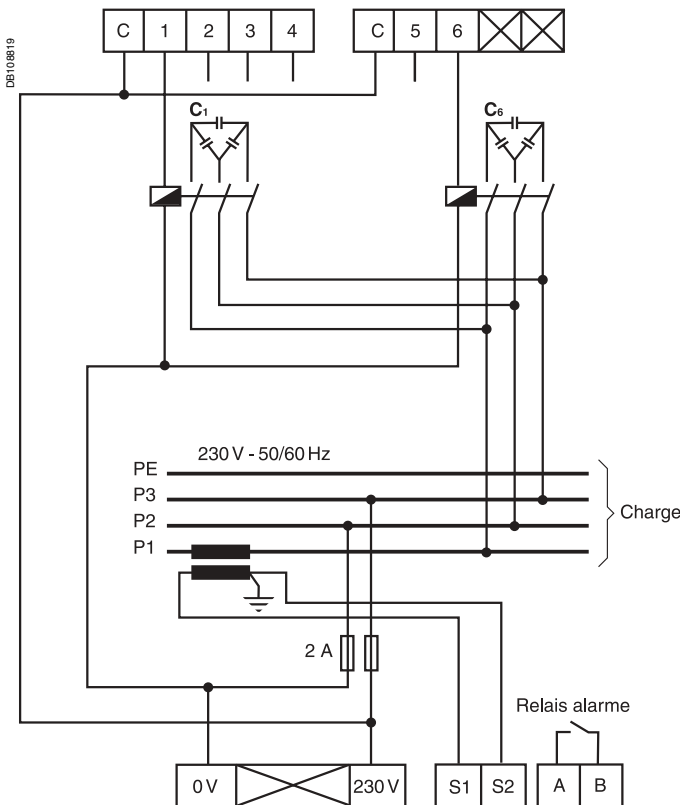 DB108819
C 1 2 3 4
C 5 6
C1
C6
230 V - 50/60 Hz
PE
P3
P2
P1
Charge
2 A
Relais alarme
0 V
230 V
S1 S2
A B